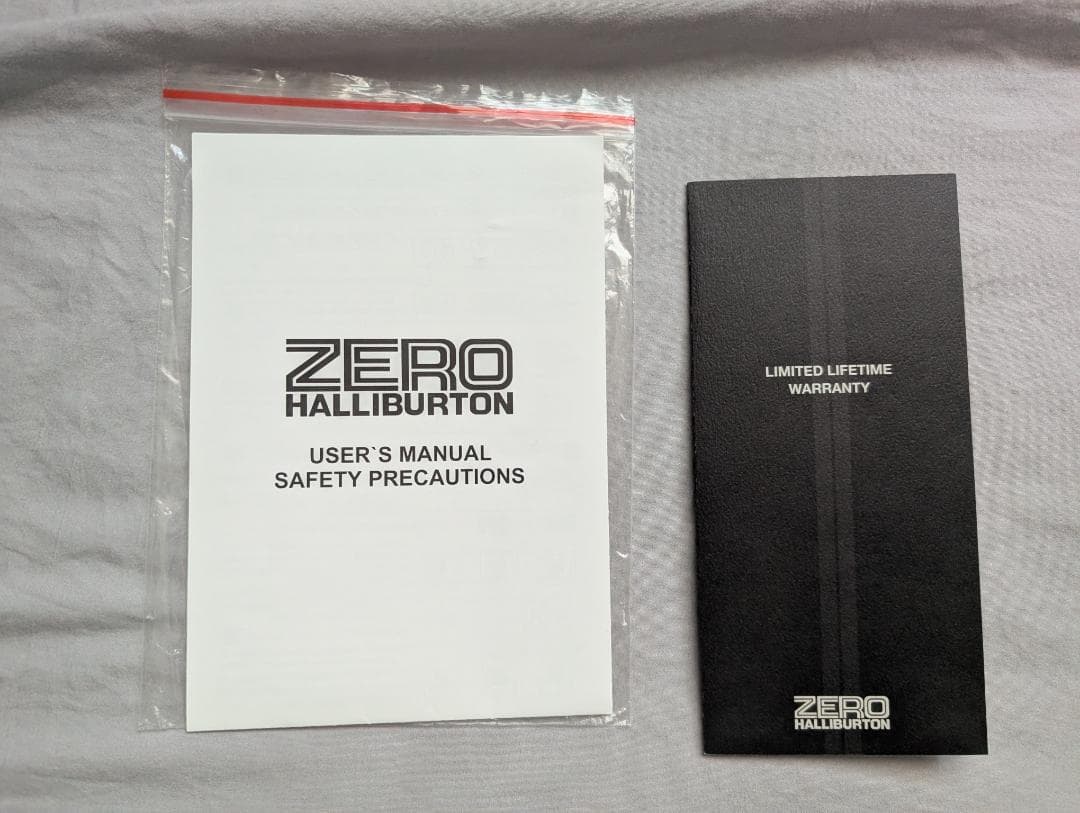 ZERO
HALLIBURTON
USER`S MANUAL
SAFETY PRECAUTIONS
LIMITED LIFETIME
WARRANTY
ZERO
HALLIBURTON